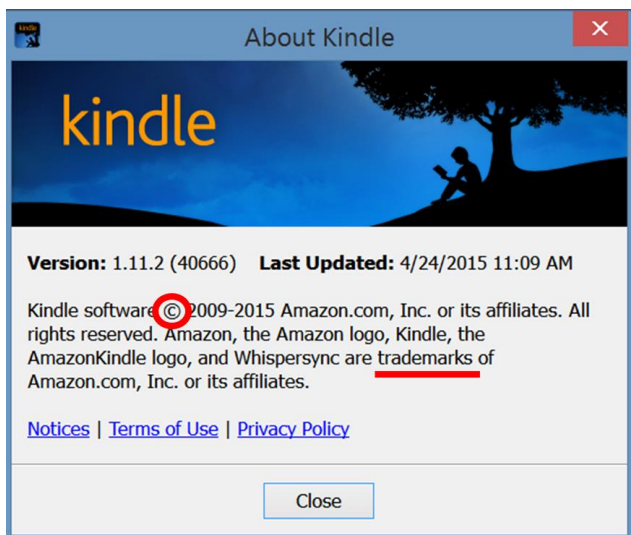 About Kindle
kindle
Version: 1.11.2 (40666) Last Updated: 4/24/2015 11:09 AM
Kindle software © 2009-2015 Amazon.com, Inc. or its affiliates. All
rights reserved. Amazon, the Amazon logo, Kindle, the
AmazonKindle logo, and Whispersync are trademarks of
Amazon.com, Inc. or its affiliates.
Notices | Terms of Use | Privacy Policy
Close